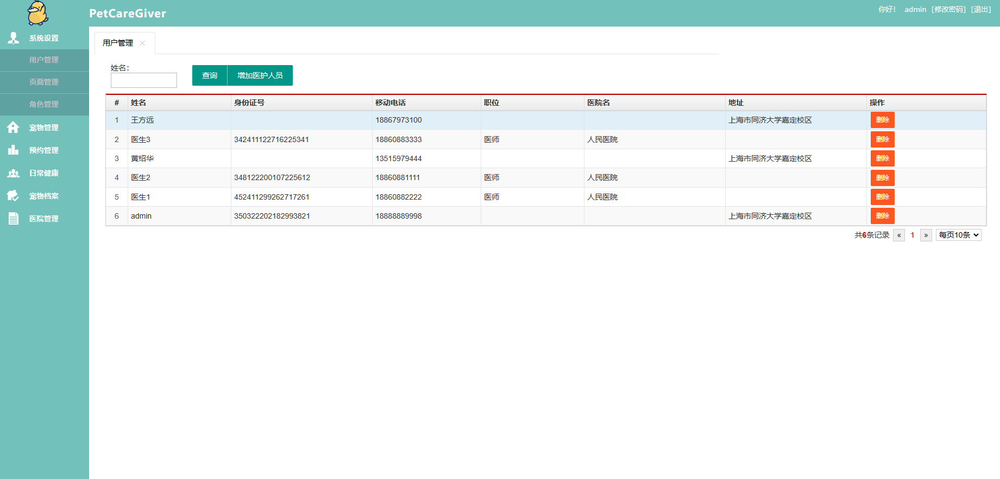 PetCareGiver
你好! admin [修改密码] [退出]
系统设置
用户管理
页面管理
角色管理
宠物管理
预约管理
日常健康
宠物档案
医院管理
用户管理 ×
姓名:
查询 增加医护人员
# 姓名 身份证号 移动电话 职位 医院名 地址 操作
1 王方远 18867973100 上海市同济大学嘉定校区 删除
2 医生3 342411122716225341 18860883333 医师 人民医院 删除
3 黄绍华 13515979444 上海市同济大学嘉定校区 删除
4 医生2 348122200107225612 18860881111 医师 人民医院 删除
5 医生1 452411299262717261 18860882222 医师 人民医院 删除
6 admin 350322202182993821 18888889998 上海市同济大学嘉定校区 删除
共6条记录 « 1 » 每页10条